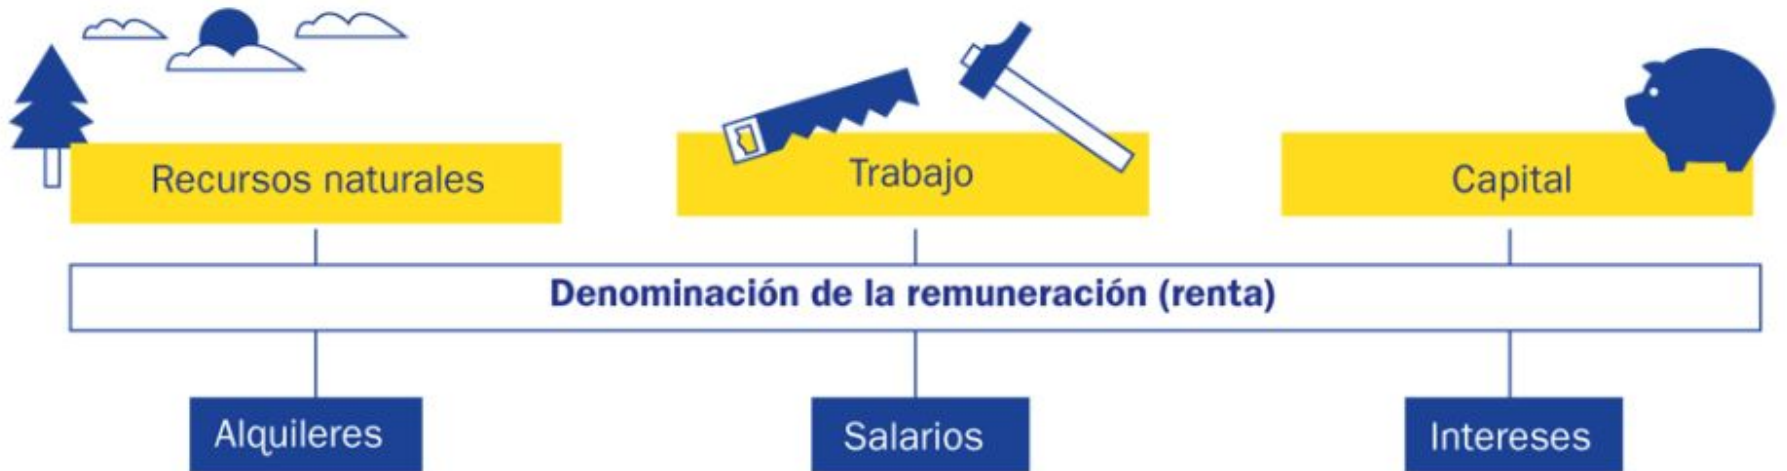 Recursos naturales
Trabajo
Capital
Denominación de la remuneración (renta)
Alquileres
Salarios
Intereses